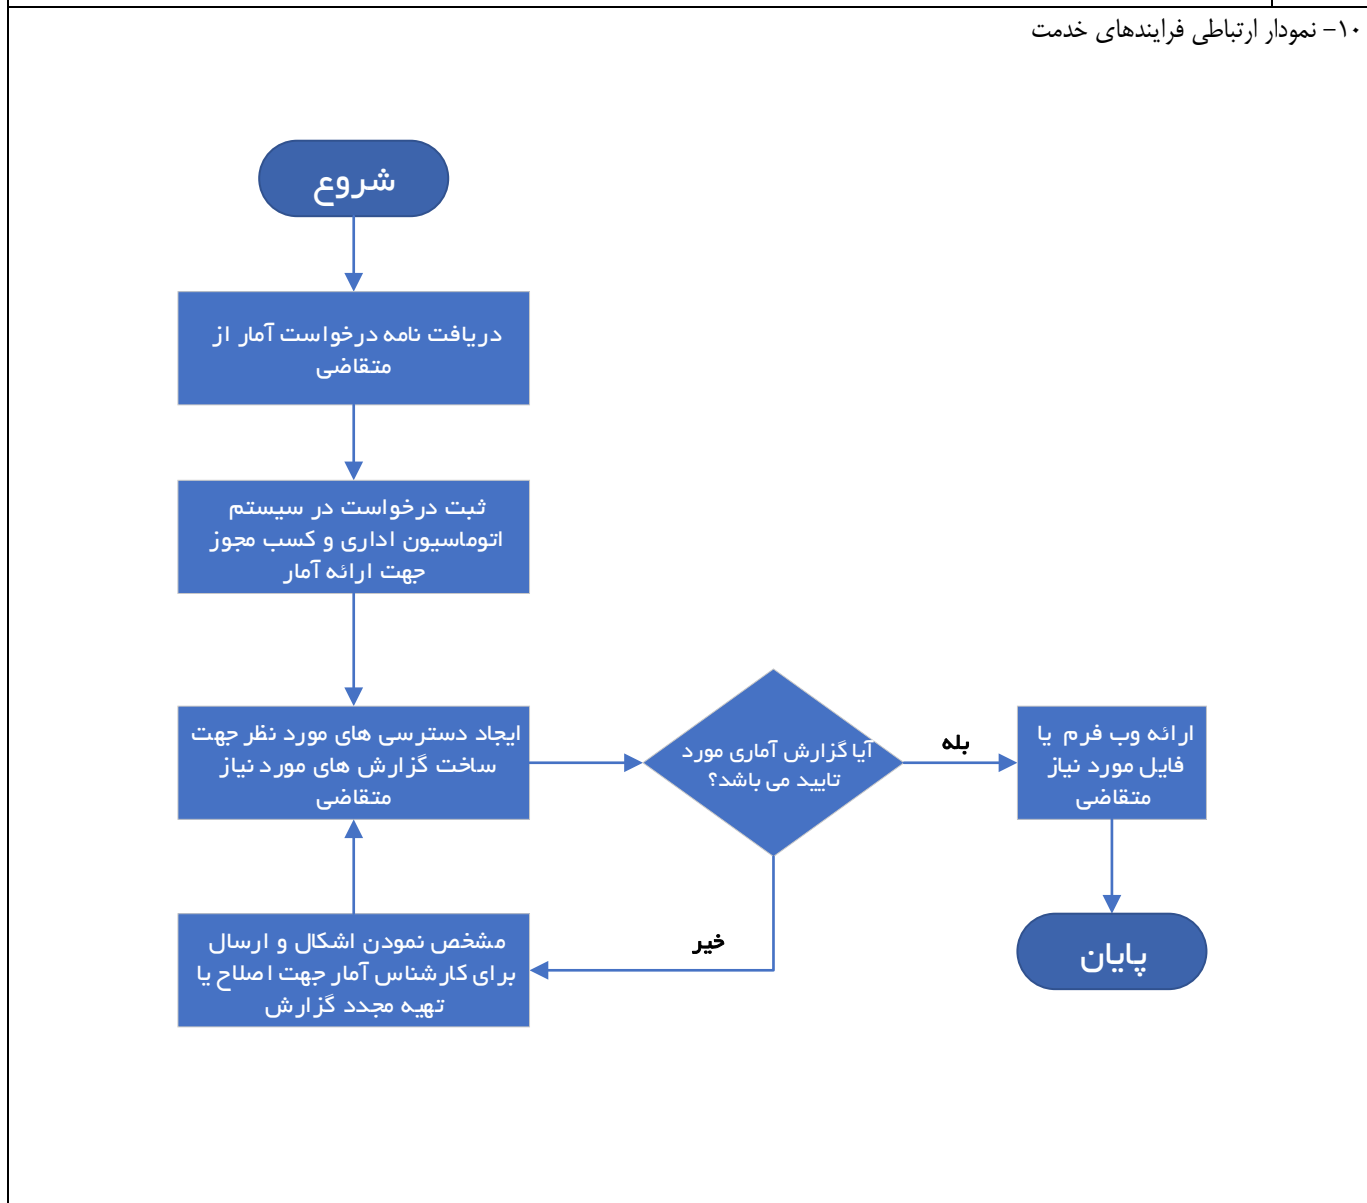 ۱۰- نمودار ارتباطی فرایندهای خدمت
شروع
دریافت نامه درخواست آمار از
متقاضی
ثبت درخواست در سیستم
اتوماسیون اداری و کسب مجوز
جهت ارائه آمار
ایجاد دسترسی های مورد نظر جهت
ساخت گزارش های مورد نیاز
متقاضی
آیا گزارش آماری مورد
تایید می باشد؟
بله
ارائه وب فرم یا
فایل مورد نیاز
متقاضی
خیر
مشخص نمودن اشکال و ارسال
برای کارشناس آمار جهت اصلاح یا
تهیه مجدد گزارش
پایان